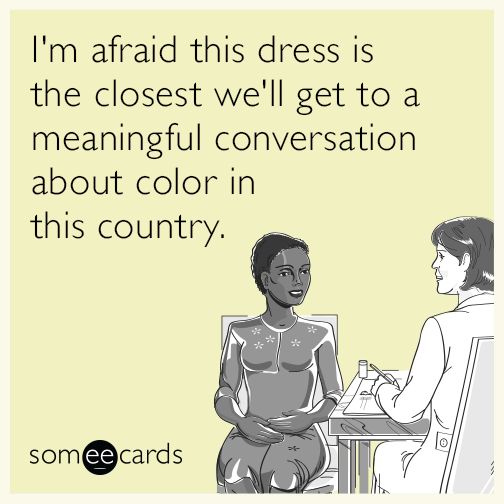 I'm afraid this dress is
the closest we'll get to a
meaningful conversation
about color in
this country.
someecards